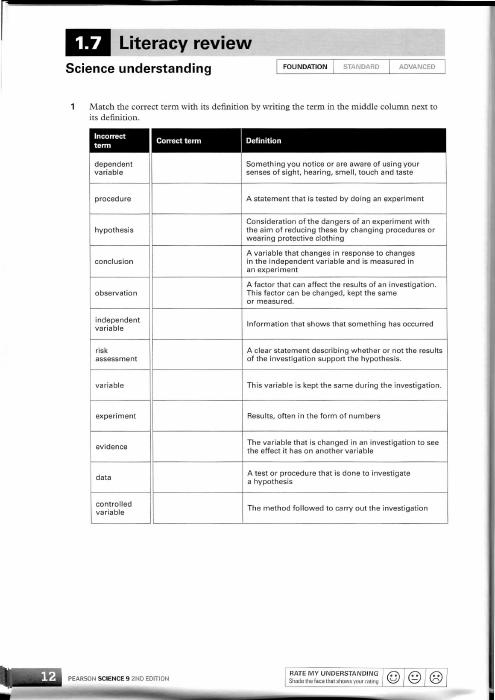 1.7 Literacy review
Science understanding
FOUNDATION STANDARD ADVANCED
1 Match the correct term with its definition by writing the term in the middle column next to
its definition.
Incorrect
term
Correct term
Definition
dependent
variable
Something you notice or are aware of using your
senses of sight, hearing, smell, touch and taste
procedure
A statement that is tested by doing an experiment
hypothesis
Consideration of the dangers of an experiment with
the aim of reducing these by changing procedures or
wearing protective clothing
conclusion
A variable that changes in response to changes
in the independent variable and is measured in
an experiment
observation
A factor that can affect the results of an investigation.
This factor can be changed, kept the same
or measured.
independent
variable
Information that shows that something has occurred
risk
assessment
A clear statement describing whether or not the results
of the investigation support the hypothesis.
variable
This variable is kept the same during the investigation.
experiment
Results, often in the form of numbers
evidence
The variable that is changed in an investigation to see
the effect it has on another variable
data
A test or procedure that is done to investigate
a hypothesis
controlled
variable
The method followed to carry out the investigation
12 PEARSON SCIENCE 9 2ND EDITION
RATE MY UNDERSTANDING
Shade the face that shows your rating